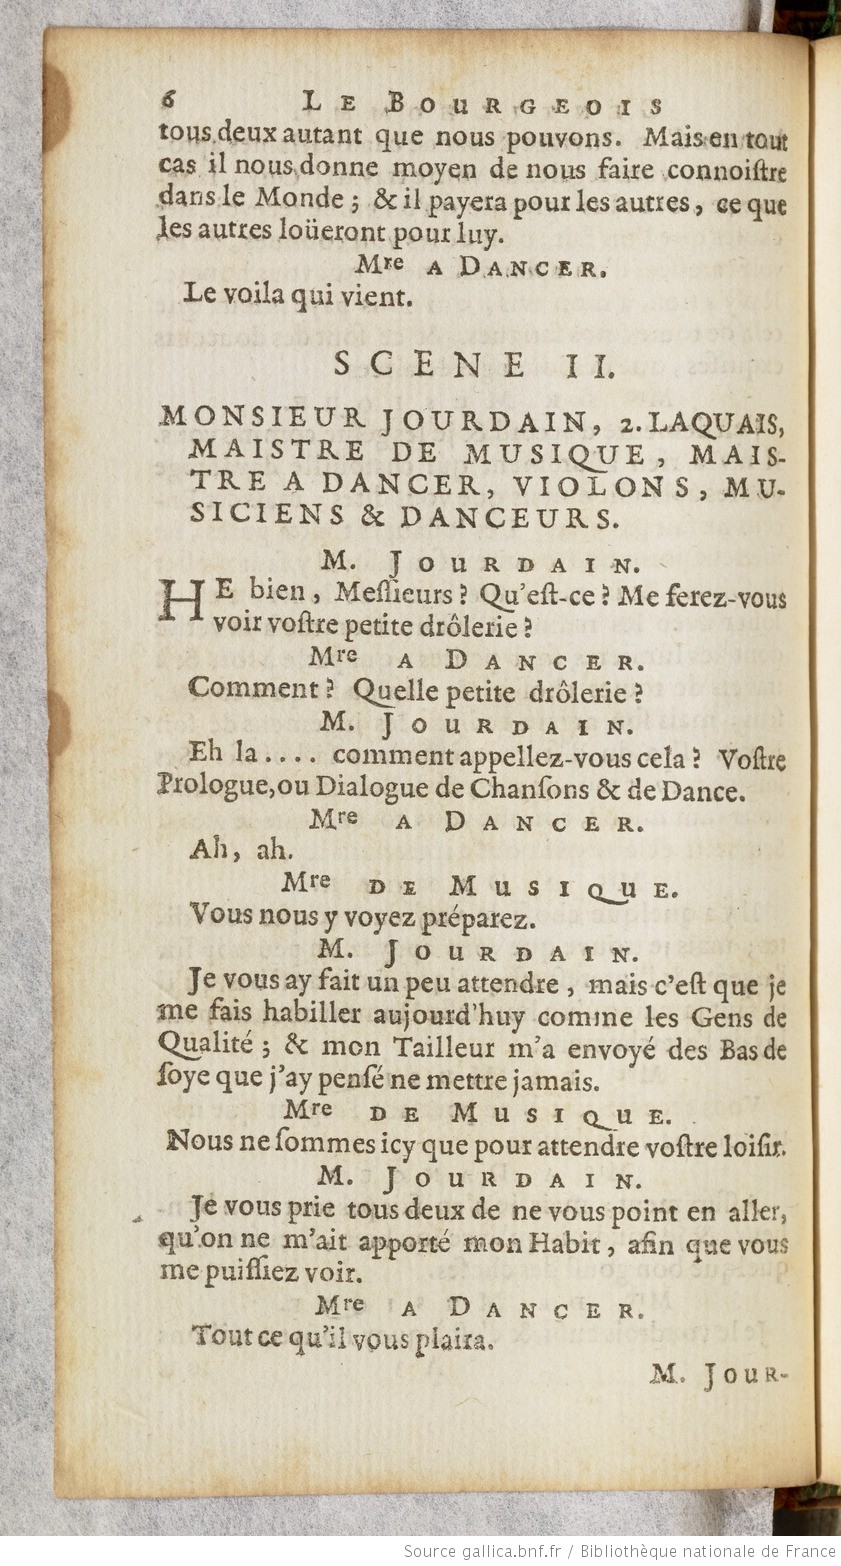 6 LE BOURGEOIS
tous deux autant que nous pouvons. Mais en tout
cas il nous donne moyen de nous faire connoiſtre
dans le Monde ; & il payera pour les autres, ce que
les autres loüeront pour luy.
Mre A DANCER.
Le voila qui vient.
SCENE II.
MONSIEUR JOURDAIN, 2. LAQUAIS,
MAISTRE DE MUSIQUE, MAIS-
TRE A DANCER, VIOLONS, MU-
SICIENS & DANCEURS.
M. JOURDAIN.
HE bien, Meſſieurs ? Qu'eſt-ce ? Me ferez-vous
voir voſtre petite drôlerie ?
Mre A DANCER.
Comment ? Quelle petite drôlerie ?
M. JOURDAIN.
Eh la .... comment appellez-vous cela ? Voſtre
Prologue, ou Dialogue de Chanſons & de Dance.
Mre A DANCER.
Ah, ah.
Mre DE MUSIQUE.
Vous nous y voyez préparez.
M. JOURDAIN.
Je vous ay fait un peu attendre, mais c'eſt que je
me fais habiller aujourd'huy comme les Gens de
Qualité ; & mon Tailleur m'a envoyé des Bas de
ſoye que j'ay penſé ne mettre jamais.
Mre DE MUSIQUE.
Nous ne ſommes icy que pour attendre voſtre loiſir.
M. JOURDAIN.
Je vous prie tous deux de ne vous point en aller,
qu'on ne m'ait apporté mon Habit, afin que vous
me puiſſiez voir.
Mre A DANCER.
Tout ce qu'il vous plaira.
M. JOUR-
Source gallica.bnf.fr / Bibliothèque nationale de France